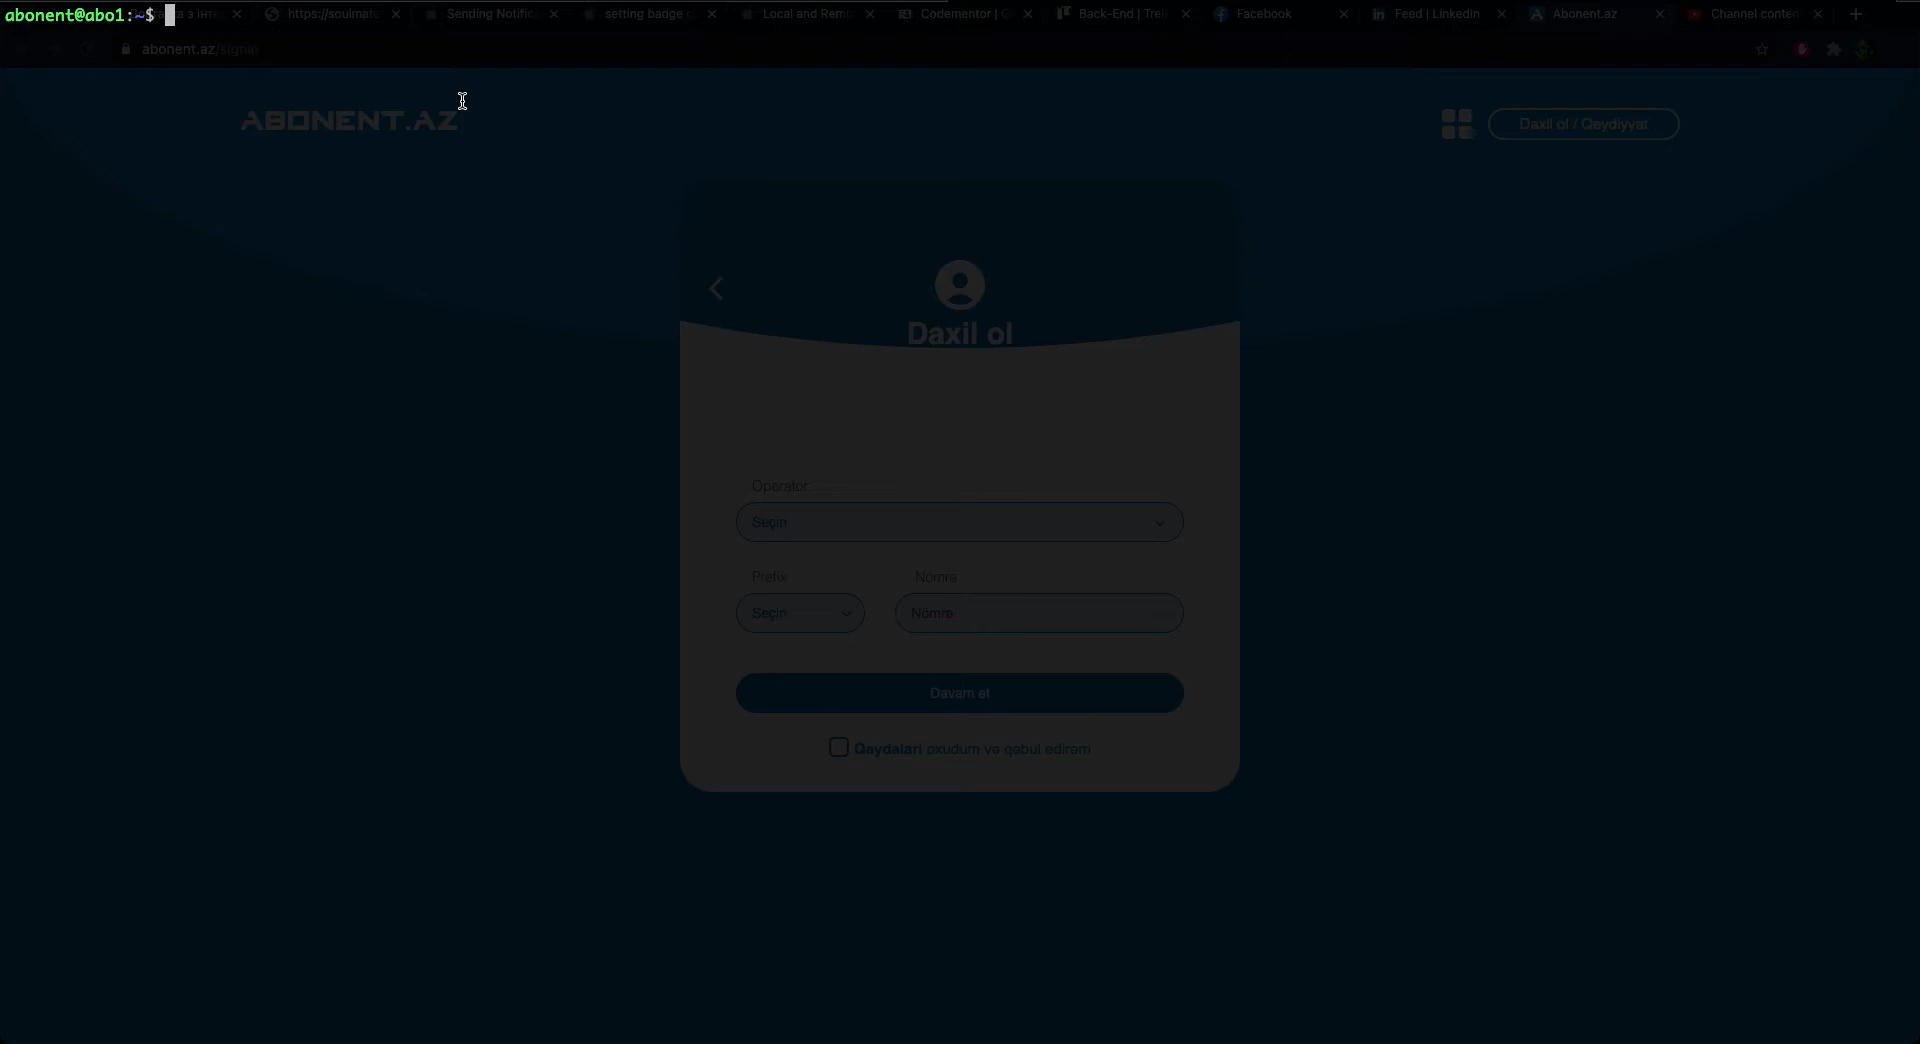 abonent@abo1:~$
https://soulmate Sending Notific setting badge c Local and Rem Codementor | G Back-End | Trell Facebook Feed | LinkedIn Abonent.az Channel conten
abonent.az/signin
ABONENT.AZ
Daxil ol / Qeydiyyat
Daxil ol
Operator
Seçin
Prefix Nömrə
Seçin Nömrə
Davam et
Qaydaları oxudum və qəbul edirəm